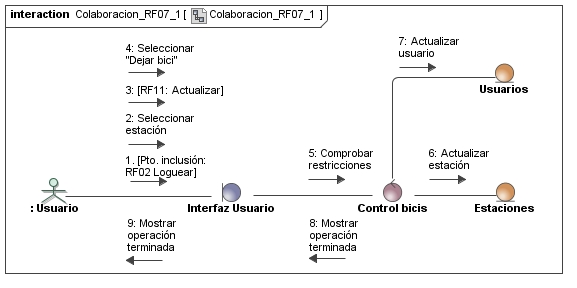 interaction Colaboracion_RF07_1 [ Colaboracion_RF07_1 ]
4: Seleccionar
"Dejar bici"
3: [RF11: Actualizar]
2: Seleccionar
estación
1. [Pto. inclusión:
RF02 Loguear]
7: Actualizar
usuario
Usuarios
5: Comprobar
restricciones
6: Actualizar
estación
: Usuario
Interfaz Usuario
Control bicis
Estaciones
9: Mostrar
operación
terminada
8: Mostrar
operación
terminada